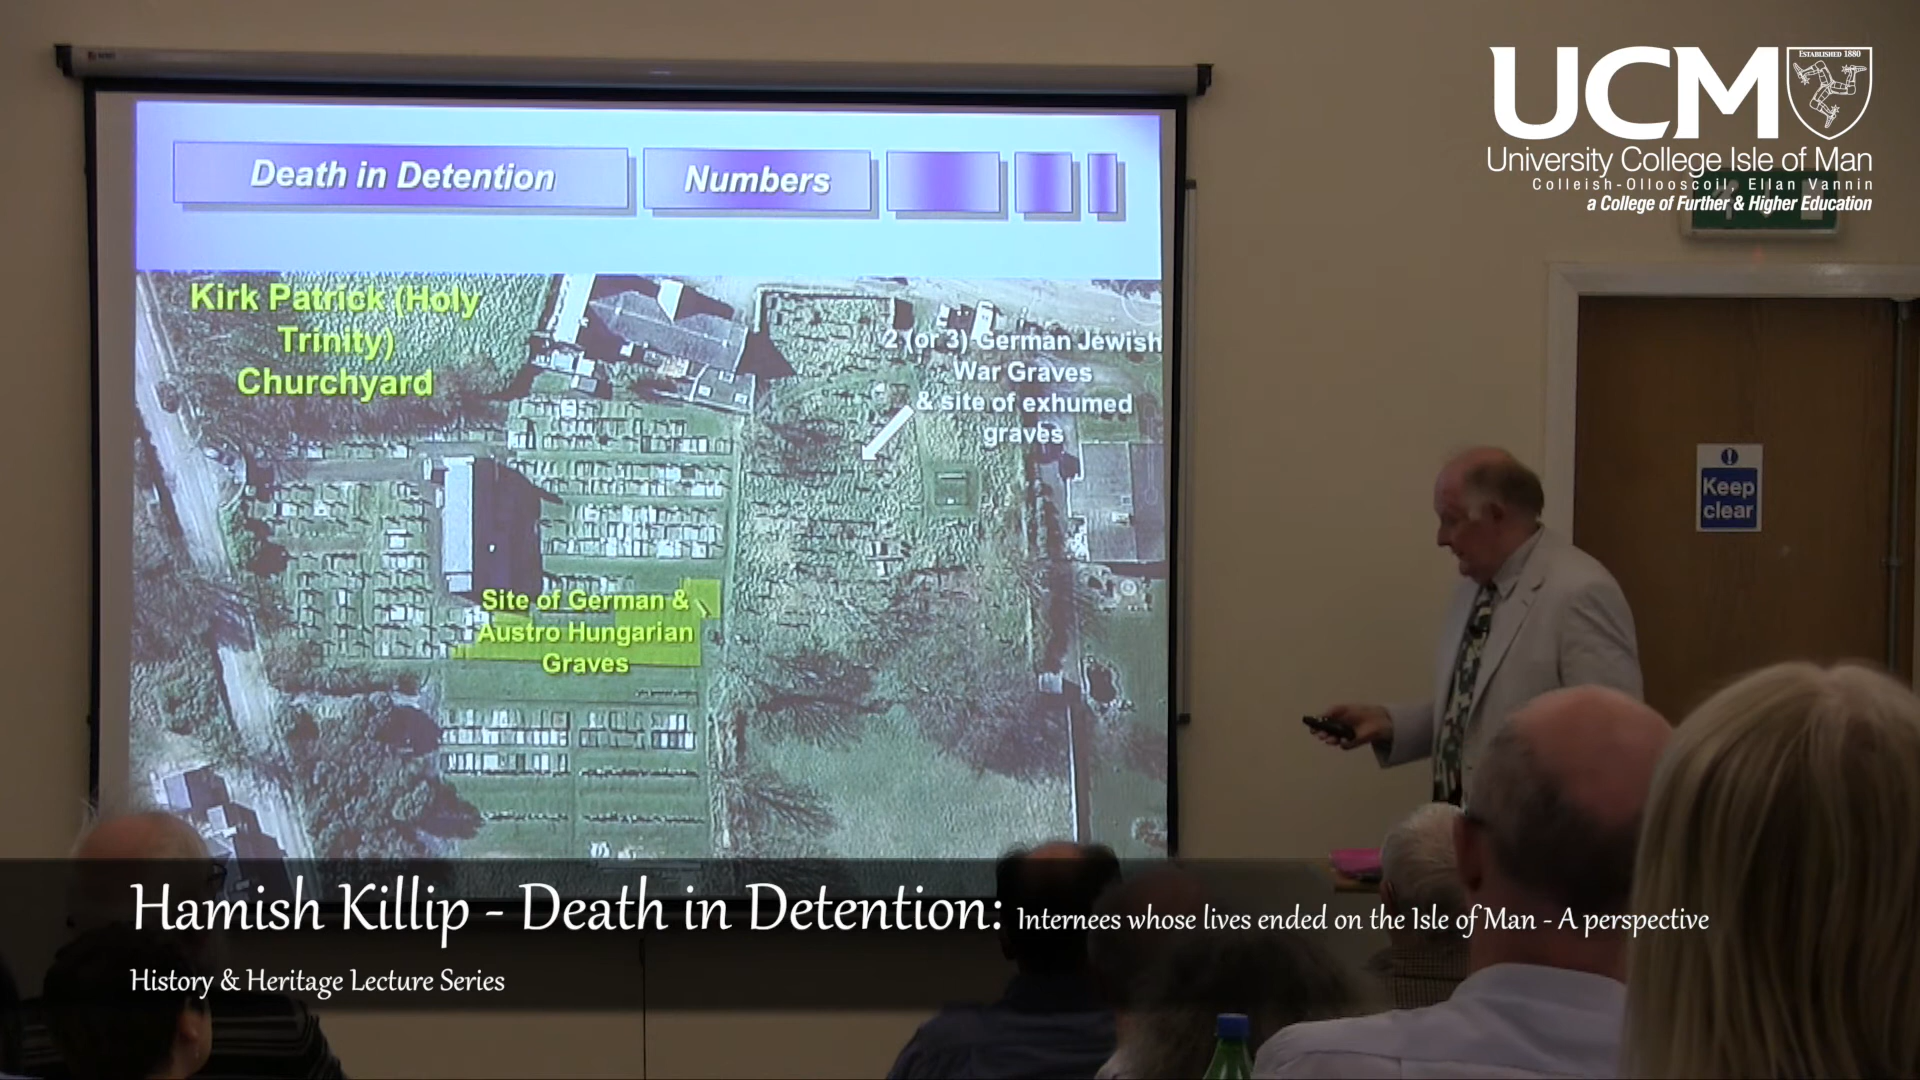 ESTABLISHED 1880
UCM
University College Isle of Man
Colleish-Ollooscoil, Ellan Vannin
a College of Further & Higher Education
Death in Detention
Numbers
Kirk Patrick (Holy
Trinity)
Churchyard
2 (or 3) German Jewish
War Graves
& site of exhumed
graves
Site of German &
Austro Hungarian
Graves
Keep
clear
Hamish Killip - Death in Detention: Internees whose lives ended on the Isle of Man - A perspective
History & Heritage Lecture Series